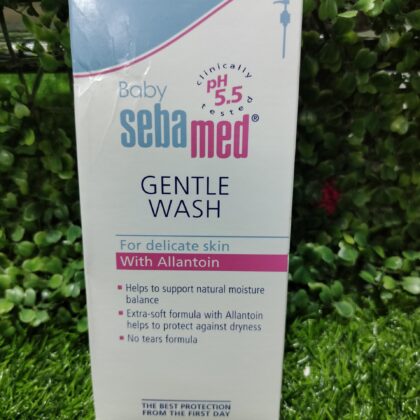 Baby
clinically
pH
5.5
tested
sebamed®
GENTLE
WASH
For delicate skin
With Allantoin
Helps to support natural moisture
balance
Extra-soft formula with Allantoin
helps to protect against dryness
No tears formula
THE BEST PROTECTION
FROM THE FIRST DAY